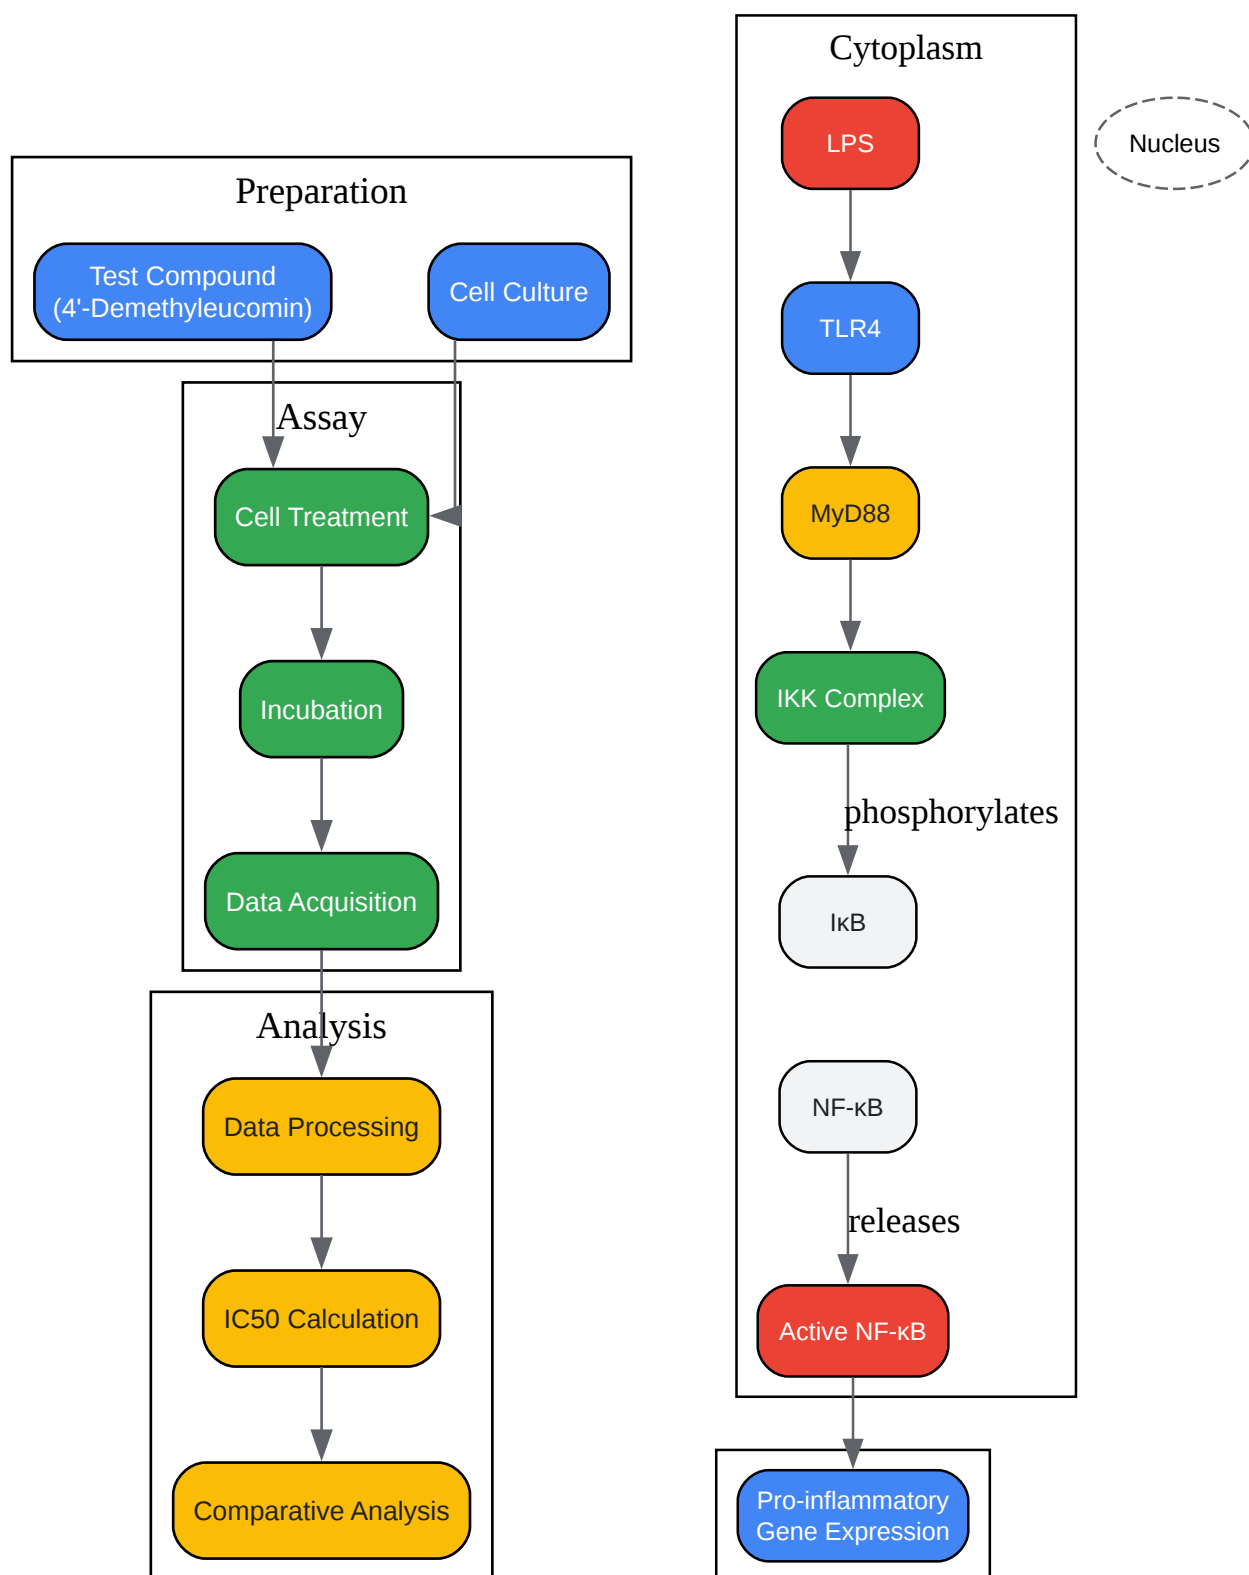 Preparation
Test Compound
(4'-Demethyleucomin)
Cell Culture
Assay
Cell Treatment
Incubation
Data Acquisition
Analysis
Data Processing
IC50 Calculation
Comparative Analysis
Cytoplasm
LPS
TLR4
MyD88
IKK Complex
phosphorylates
IκB
NF-κB
releases
Active NF-κB
Pro-inflammatory
Gene Expression
Nucleus